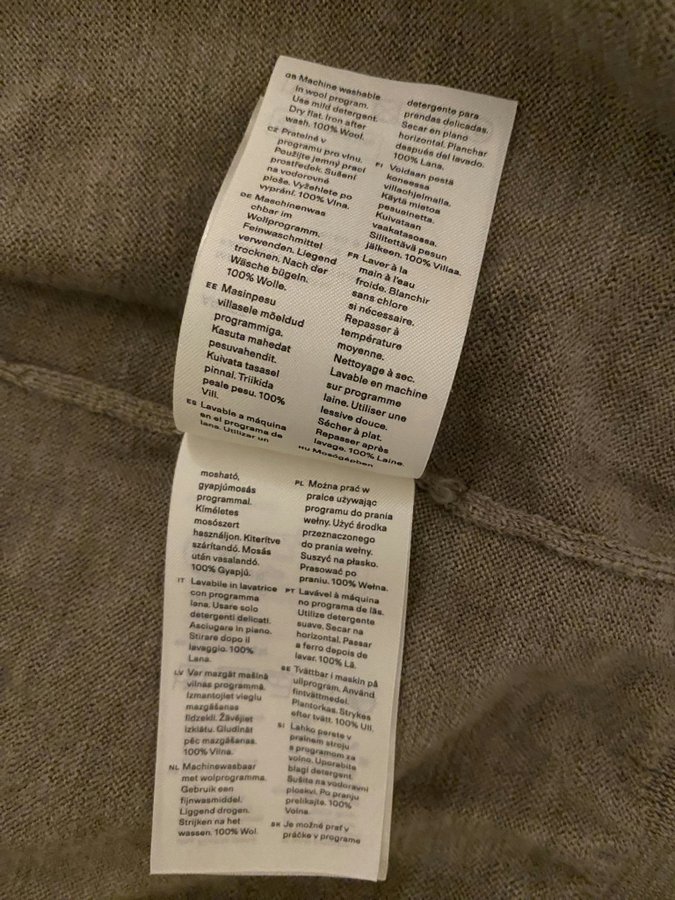 GB Machine washable
in wool program.
Use mild detergent.
Dry flat. Iron after
wash. 100% Wool.
CZ Pratelné v
programu pro vlnu.
Použijte jemný prací
prostředek. Sušení
na vodorovné
ploše. Vyžehlete po
vyprání. 100% Vlna.
DE Maschinenwas
chbar im
Wollprogramm.
Feinwaschmittel
verwenden. Liegend
trocknen. Nach der
Wäsche bügeln.
100% Wolle.
EE Masinpesu
villasele mõeldud
programmiga.
Kasuta mahedat
pesuvahendit.
Kuivata tasasel
pinnal. Triikida
peale pesu. 100%
Vill.
ES Lavable a máquina
en el programa de
lana. Utilizar un
detergente para
prendas delicadas.
Secar en plano
horizontal. Planchar
después del lavado.
100% Lana.
FI Voidaan pestä
koneessa
villaohjelmalla.
Käytä mietoa
pesuainetta.
Kuivataan
vaakatasossa.
Silitettävä pesun
jälkeen. 100% Villaa.
FR Laver à la
main à l'eau
froide. Blanchir
sans chlore
si nécessaire.
Repasser à
température
moyenne.
Nettoyage à sec.
Lavable en machine
sur programme
laine. Utiliser une
lessive douce.
Sécher à plat.
Repasser après
lavage. 100% Laine.
HU Mosógépben
mosható,
gyapjúmosás
programmal.
Kíméletes
mosószert
használjon. Kiterítve
szárítandó. Mosás
után vasalandó.
100% Gyapjú.
IT Lavabile in lavatrice
con programma
lana. Usare solo
detergenti delicati.
Asciugare in piano.
Stirare dopo il
lavaggio. 100%
Lana.
LV Var mazgāt mašīnā
vilnas programmā.
Izmantojiet vieglu
mazgāšanas
līdzekli. Žāvējiet
izklātu. Gludināt
pēc mazgāšanas.
100% Vilna.
NL Machinewasbaar
met wolprogramma.
Gebruik een
fijnwasmiddel.
Liggend drogen.
Strijken na het
wassen. 100% Wol.
PL Można prać w
pralce używając
programu do prania
wełny. Użyć środka
przeznaczonego
do prania wełny.
Suszyć na płasko.
Prasować po
praniu. 100% Wełna.
PT Lavável à máquina
no programa de lãs.
Utilize detergente
suave. Secar na
horizontal. Passar
a ferro depois de
lavar. 100% Lã.
SE Tvättbar i maskin på
ullprogram. Använd
fintvättmedel.
Plantorkas. Strykes
efter tvätt. 100% Ull.
SI Lahko perete v
pralnem stroju
s programom za
volno. Uporabite
blagi detergent.
Sušite na vodoravni
ploskvi. Po pranju
prelikajte. 100%
Volna.
SK Je možné prať v
práčke v programe